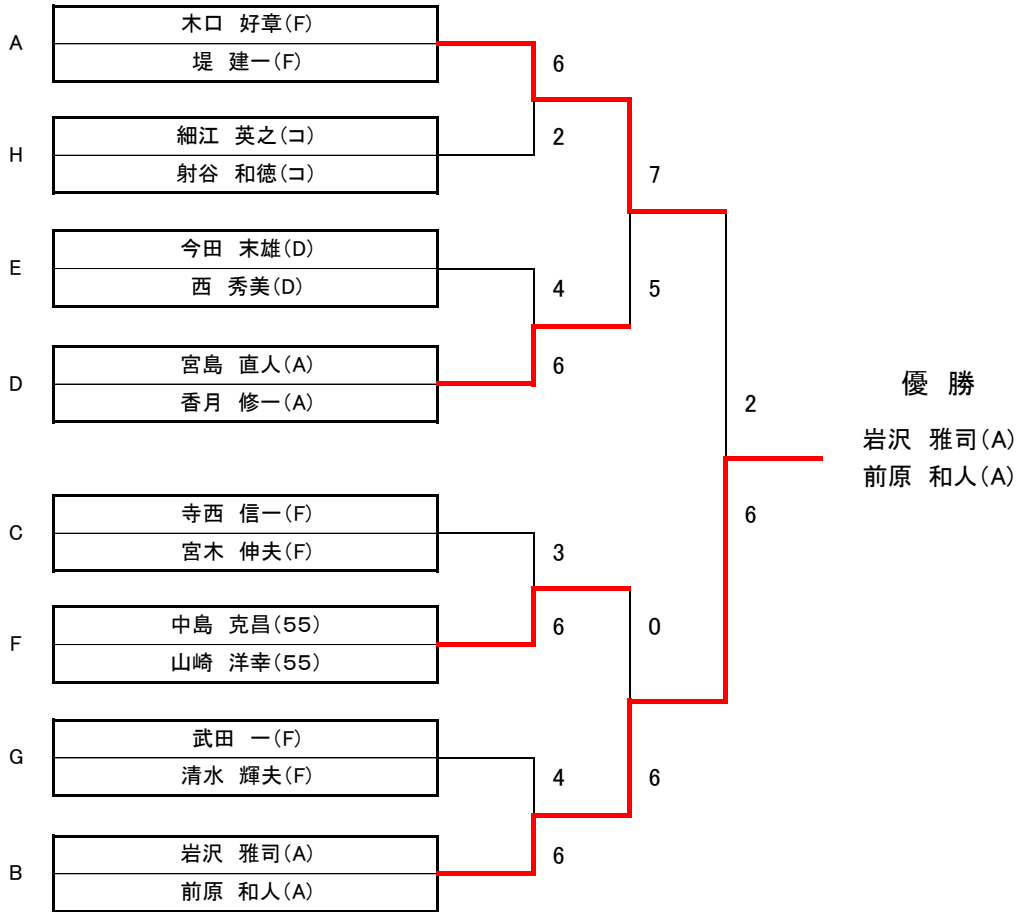 A
木口 好章(F)
堤 建一(F)
6
H
細江 英之(コ)
射谷 和徳(コ)
2
7
E
今田 末雄(D)
西 秀美(D)
4
5
D
宮島 直人(A)
香月 修一(A)
6
2
優 勝
岩沢 雅司(A)
前原 和人(A)
C
寺西 信一(F)
宮木 伸夫(F)
3
6
F
中島 克昌(55)
山崎 洋幸(55)
6
0
G
武田 一(F)
清水 輝夫(F)
4
6
B
岩沢 雅司(A)
前原 和人(A)
6